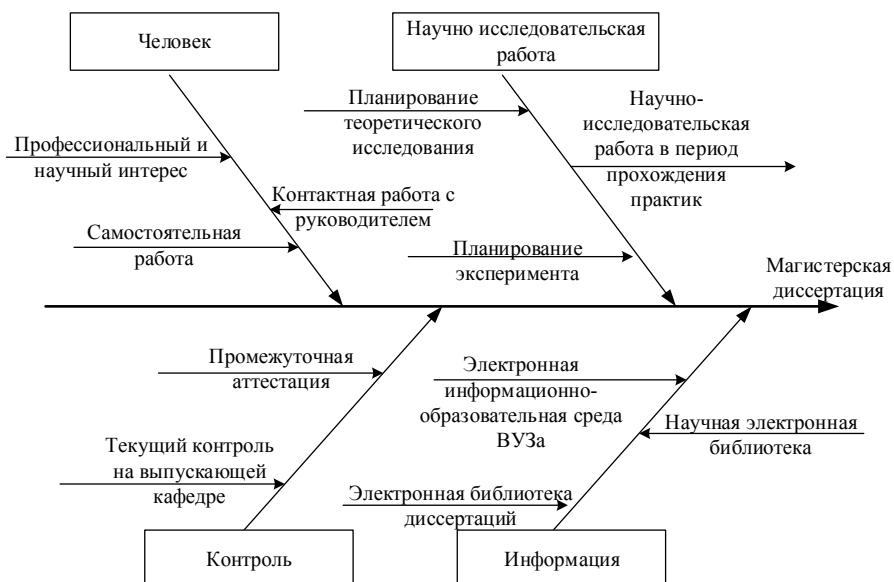 Человек
Научно исследовательская
работа
Планирование
теоретического
исследования
Научно-
исследовательская
работа в период
прохождения
практик
Профессиональный и
научный интерес
Контактная работа с
руководителем
Самостоятельная
работа
Планирование
эксперимента
Магистерская
диссертация
Промежуточная
аттестация
Электронная
информационно-
образовательная среда
ВУЗа
Научная электронная
библиотека
Текущий контроль
на выпускающей
кафедре
Электронная библиотека
диссертаций
Контроль
Информация